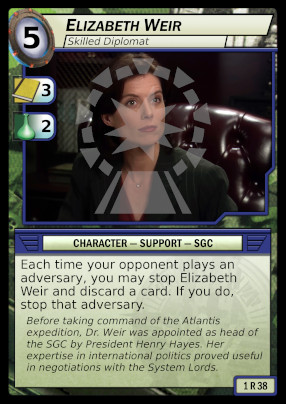 5
ELIZABETH WEIR
Skilled Diplomat
3
2
CHARACTER – SUPPORT – SGC
Each time your opponent plays an
adversary, you may stop Elizabeth
Weir and discard a card. If you do,
stop that adversary.
Before taking command of the Atlantis
expedition, Dr. Weir was appointed as head of
the SGC by President Henry Hayes. Her
expertise in international politics proved useful
in negotiations with the System Lords.
1 R 38